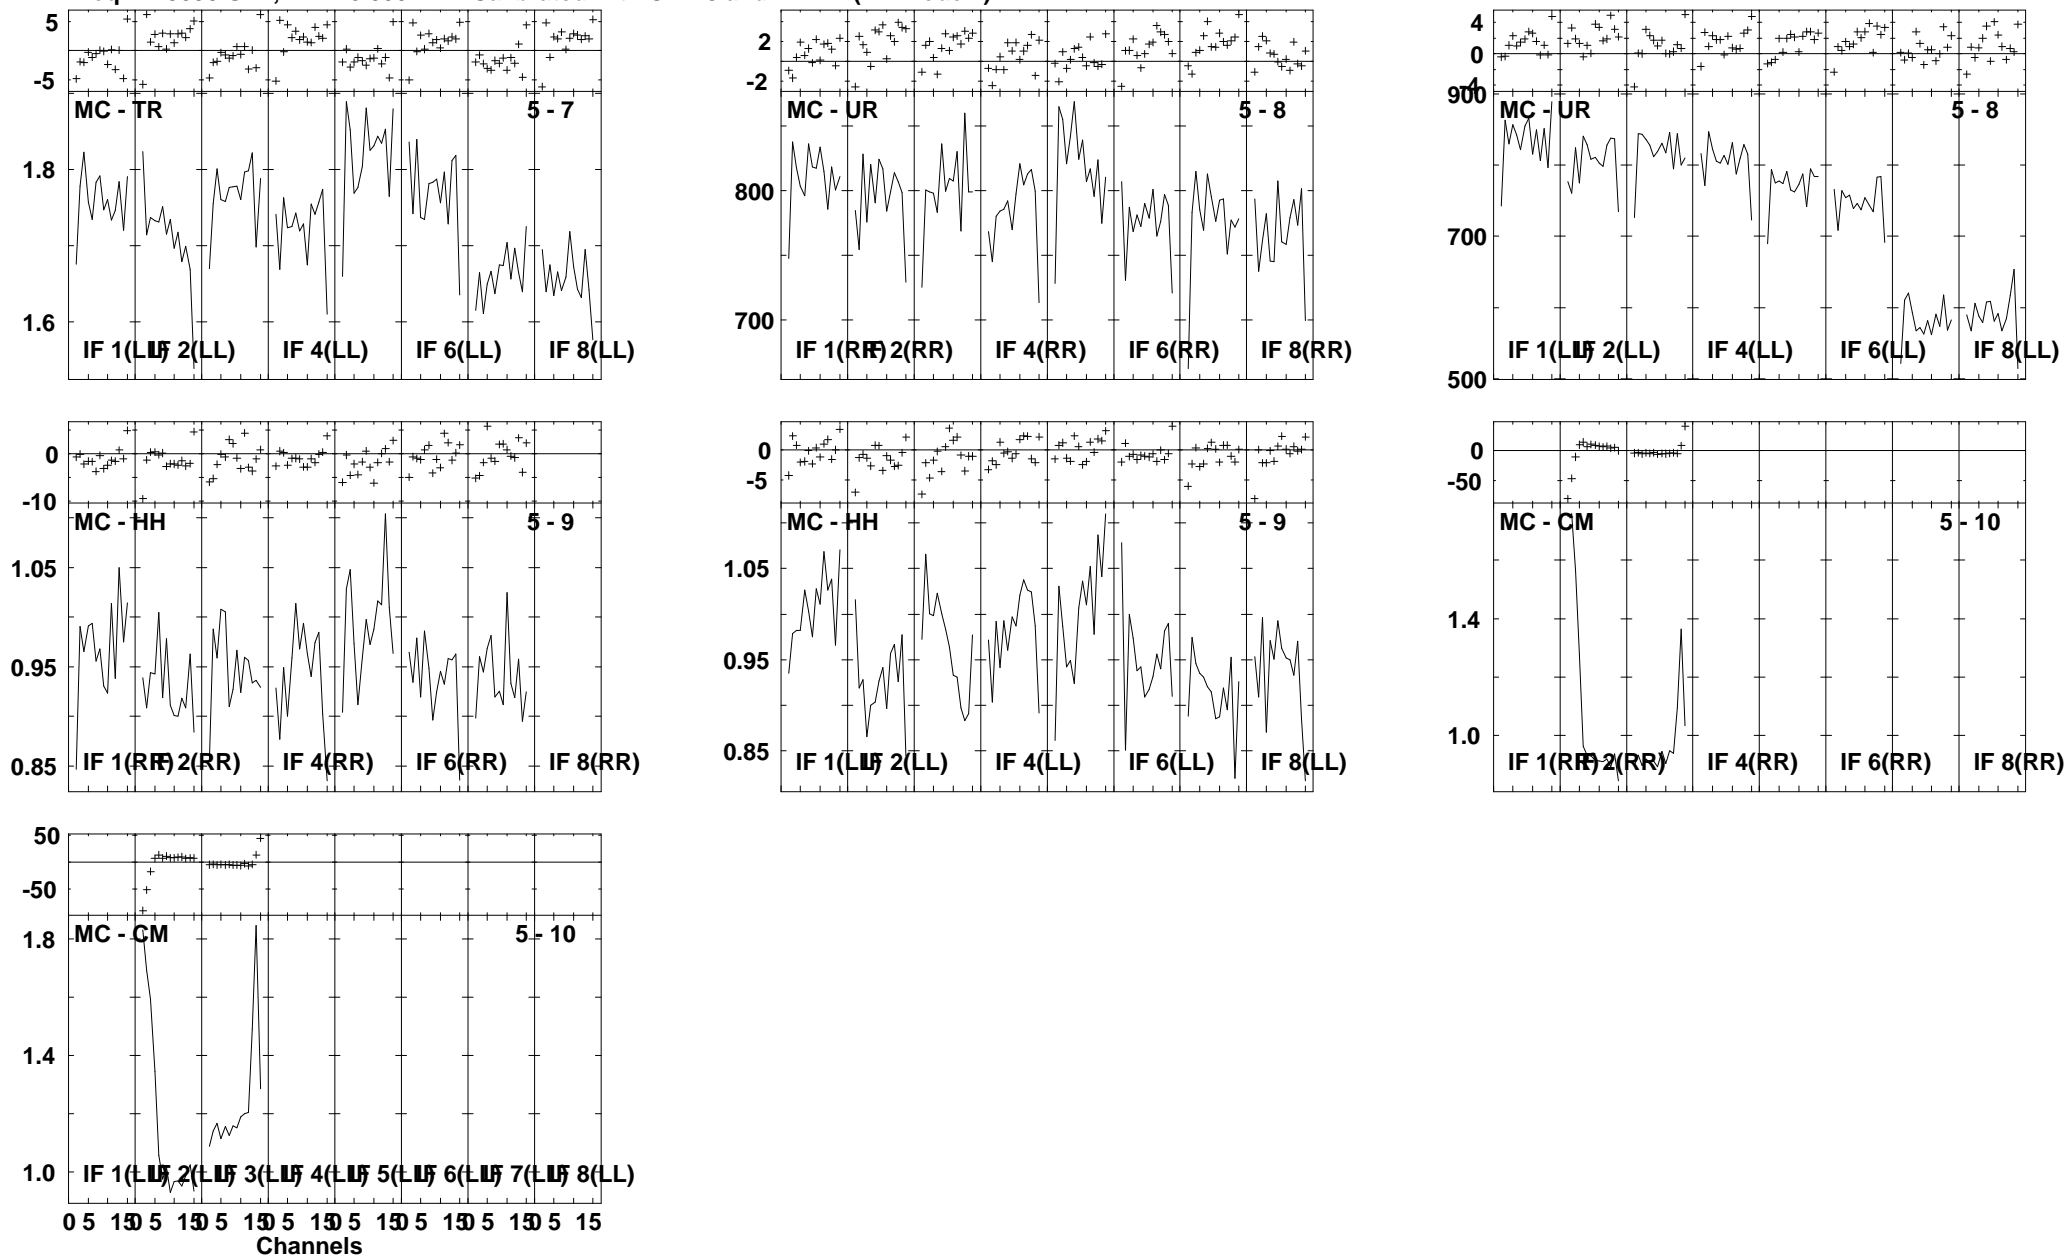 5 2 4
-5 -2 0
-4
MC - TR 5 - 7 MC - UR 5 - 8 900
MC - UR 5 - 8
1.8 800 700
1.6 700
IF 1(LL) IF 2(LL) IF 4(LL) IF 6(LL) IF 8(LL)
IF 1(RR) IF 2(RR) IF 4(RR) IF 6(RR) IF 8(RR)
IF 1(LL) IF 2(LL) IF 4(LL) IF 6(LL) IF 8(LL)
500
0 0 0
-10 -5 -50
MC - HH 5 - 9 MC - HH 5 - 9 MC - CM 5 - 10
1.05 1.05 1.4
0.95 0.95 1.0
0.85 0.85
IF 1(RR) IF 2(RR) IF 4(RR) IF 6(RR) IF 8(RR)
IF 1(LL) IF 2(LL) IF 4(LL) IF 6(LL) IF 8(LL)
IF 1(RR) IF 2(RR) IF 4(RR) IF 6(RR) IF 8(RR)
50
-50
MC - CM 5 - 10
1.8
1.4
1.0
IF 1(LL) IF 2(LL) IF 3(LL) IF 4(LL) IF 5(LL) IF 6(LL) IF 7(LL) IF 8(LL)
0 5 15 0 5 15 0 5 15 0 5 15 0 5 15 0 5 15 0 5 15 0 5 15
Channels